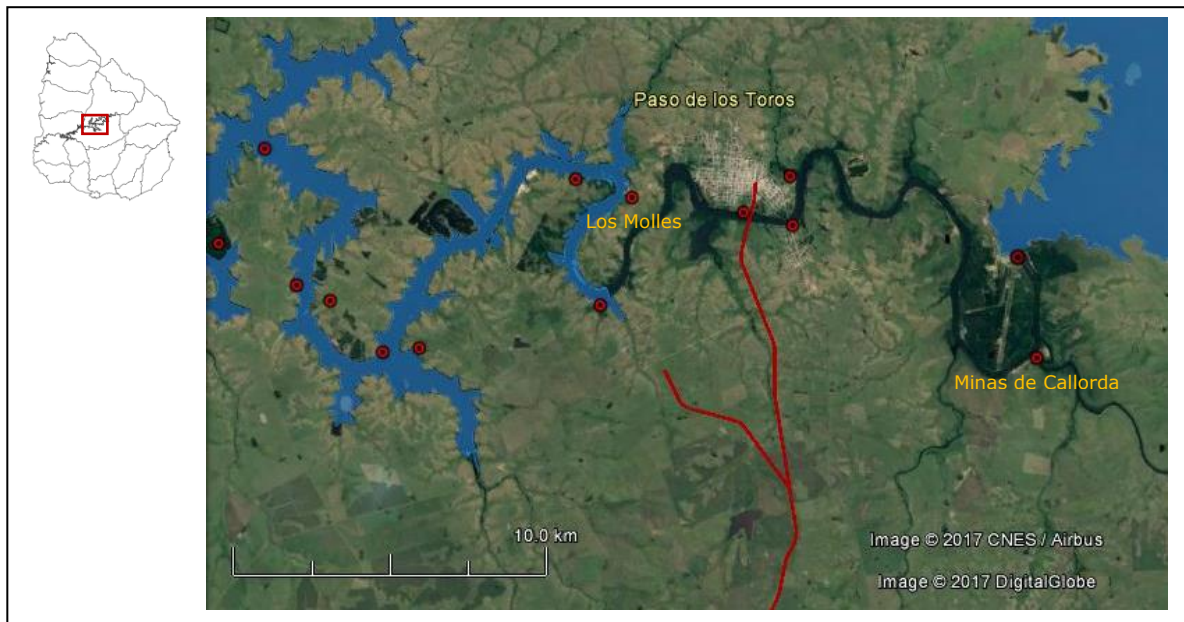 Paso de los Toros
Los Molles
Minas de Callorda
10.0 km
Image © 2017 CNES / Airbus
Image © 2017 DigitalGlobe